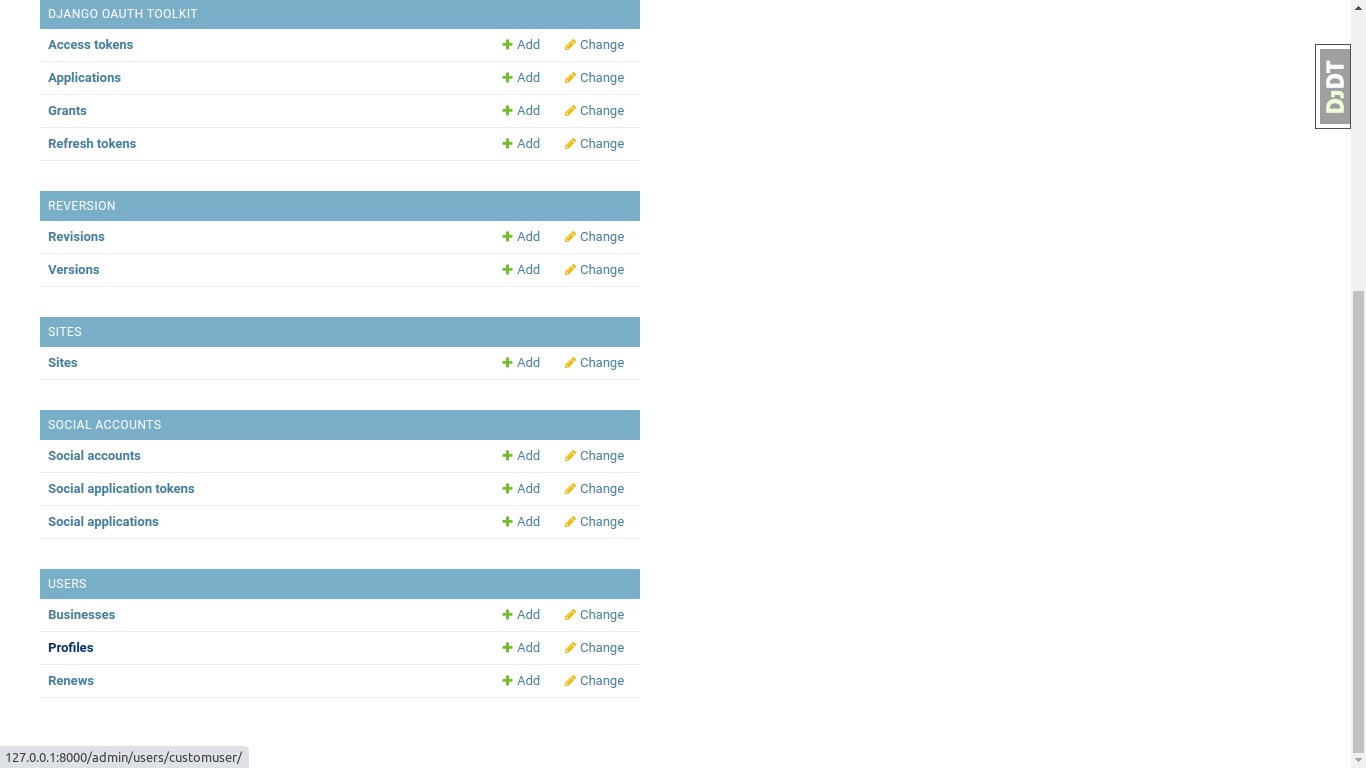 DJANGO OAUTH TOOLKIT
Access tokens Add Change
Applications Add Change
Grants Add Change
Refresh tokens Add Change
REVERSION
Revisions Add Change
Versions Add Change
SITES
Sites Add Change
SOCIAL ACCOUNTS
Social accounts Add Change
Social application tokens Add Change
Social applications Add Change
USERS
Businesses Add Change
Profiles Add Change
Renews Add Change
127.0.0.1:8000/admin/users/customuser/
DJDT